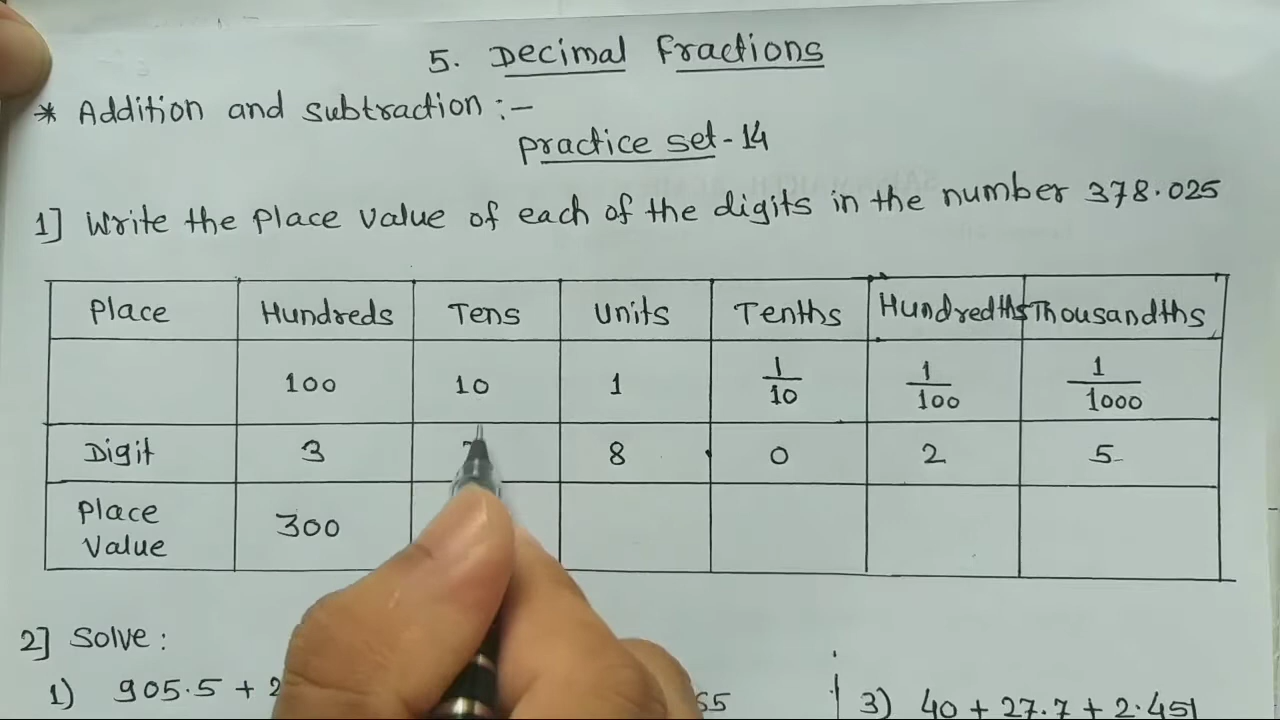 5. Decimal Fractions
* Addition and subtraction :-
Practice set-14
1] Write the place value of each of the digits in the number 378.025
Place Hundreds Tens Units Tenths Hundredths Thousandths
100 10 1 1/10 1/100 1/1000
Digit 3 8 . 0 2 5
Place Value 300
2] Solve:
1) 905.5 + 3) 40 + 27.7 + 2.451